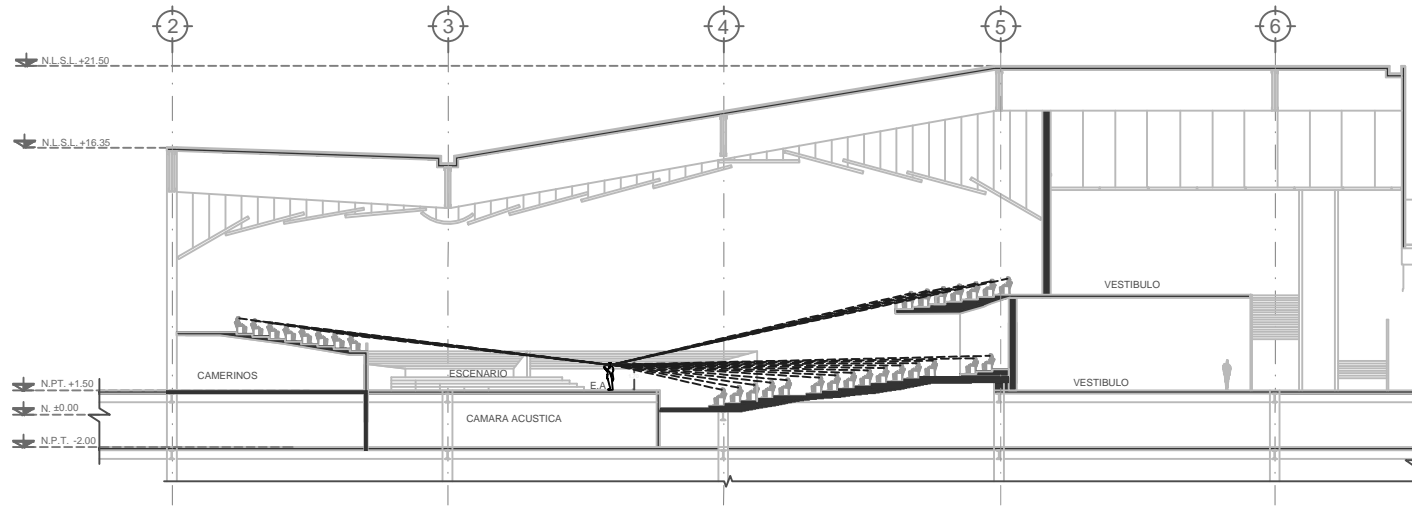 2 3 4 5 6
N.L.S.L. +21.50
N.L.S.L. +16.35
VESTIBULO
CAMERINOS
ESCENARIO
E.A
VESTIBULO
N.PT. +1.50
N. ±0.00
CAMARA ACUSTICA
N.P.T. -2.00